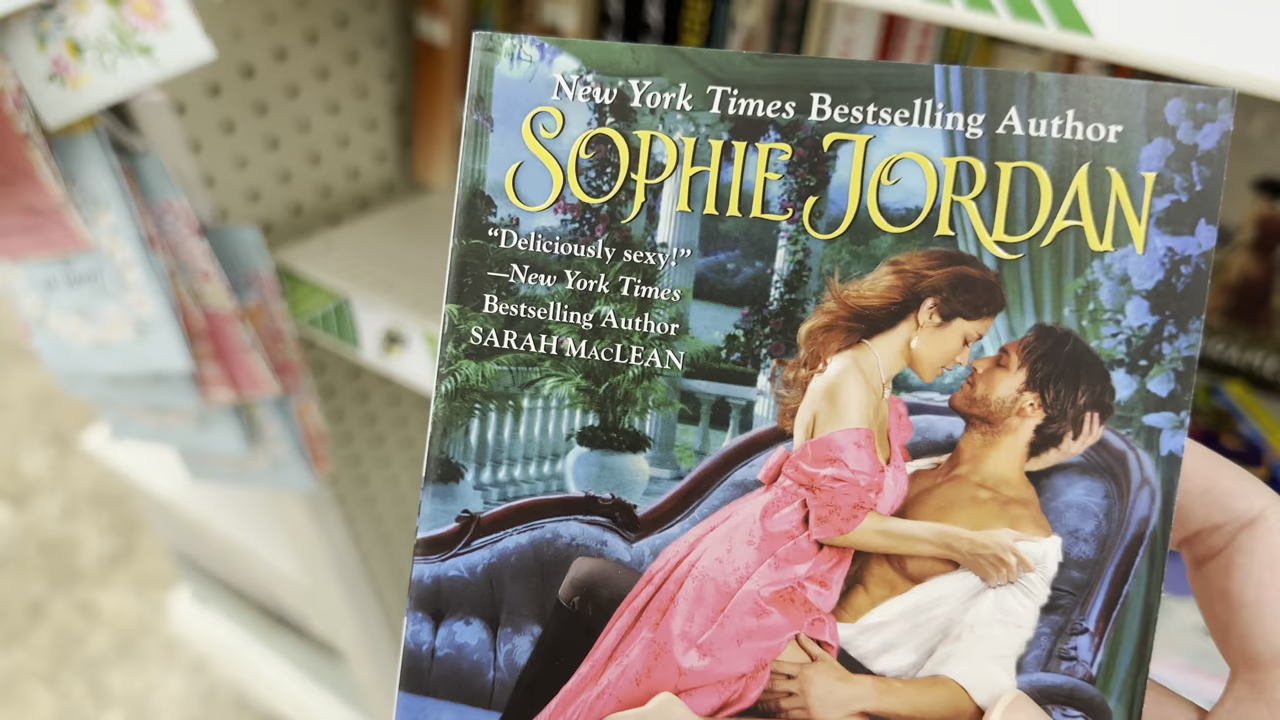 New York Times Bestselling Author
SOPHIE JORDAN
“Deliciously sexy!”
—New York Times
Bestselling Author
SARAH MACLEAN